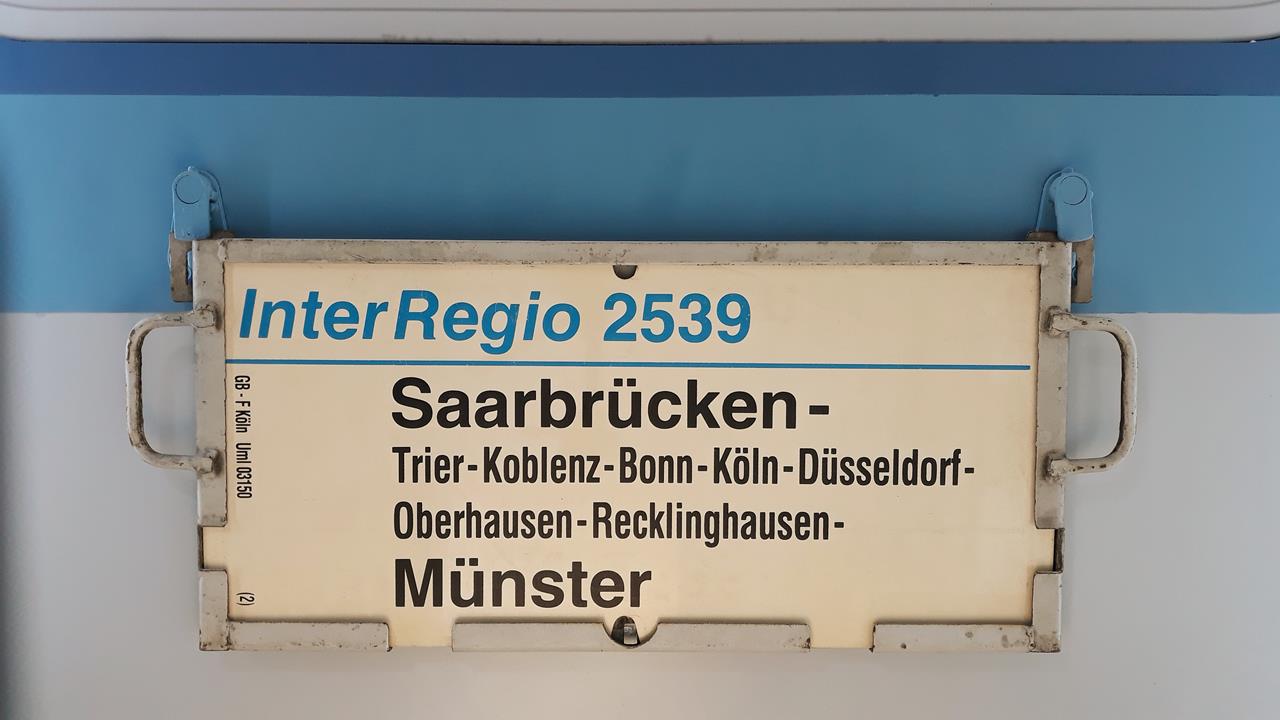 InterRegio 2539
Saarbrücken-
Trier-Koblenz-Bonn-Köln-Düsseldorf-
Oberhausen-Recklinghausen-
Münster
GB - F Köln Uml 03150
(2)